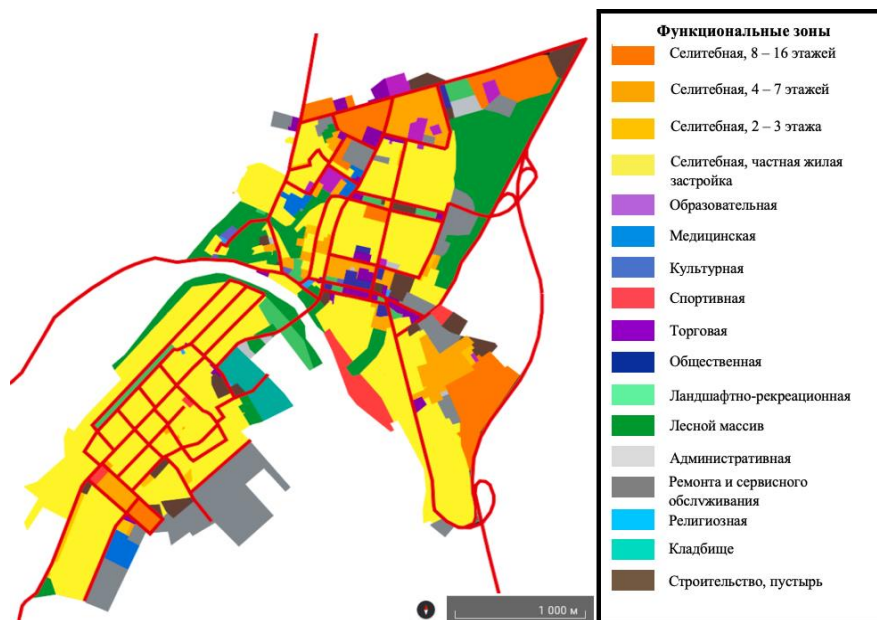 Функциональные зоны
Селитебная, 8 – 16 этажей
Селитебная, 4 – 7 этажей
Селитебная, 2 – 3 этажа
Селитебная, частная жилая
застройка
Образовательная
Медицинская
Культурная
Спортивная
Торговая
Общественная
Ландшафтно-рекреационная
Лесной массив
Административная
Ремонта и сервисного
обслуживания
Религиозная
Кладбище
Строительство, пустырь
1 000 м